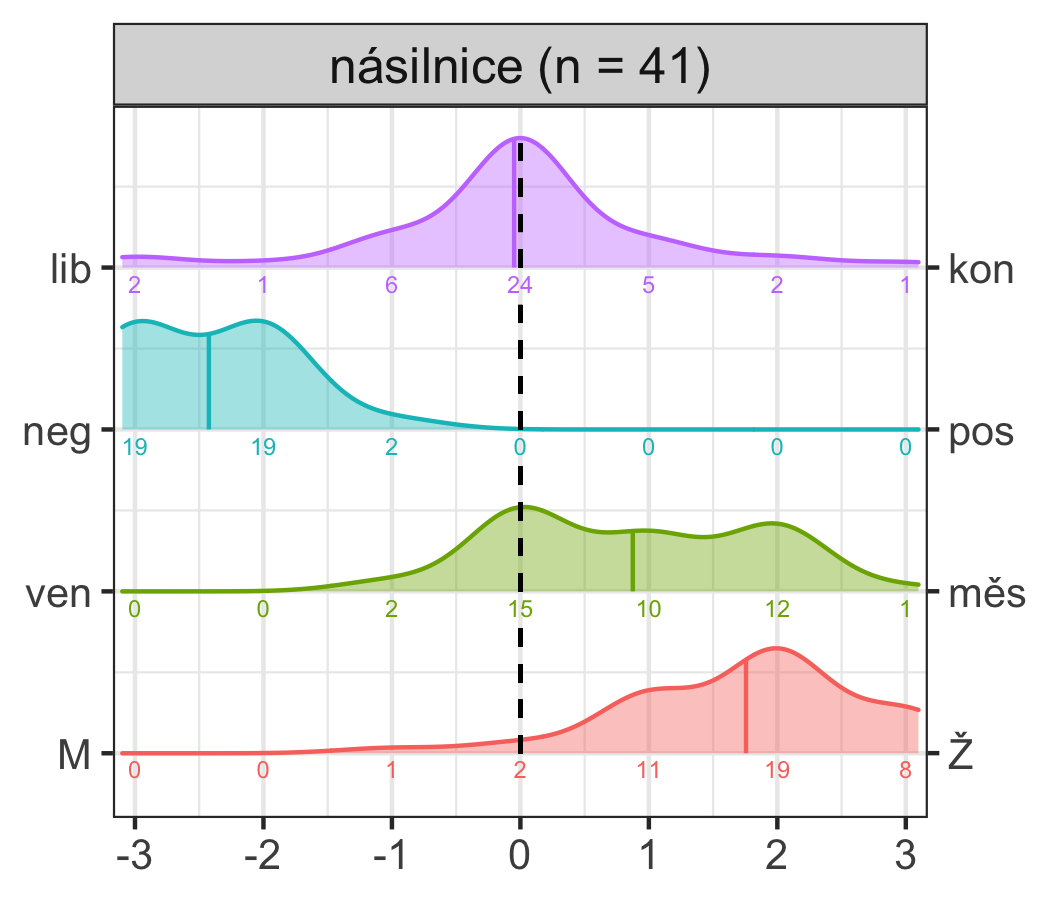 násilnice (n = 41)
lib kon
2 1 6 24 5 2 1
neg pos
19 19 2 0 0 0 0
ven měs
0 0 2 15 10 12 1
M Ž
0 0 1 2 11 19 8
-3 -2 -1 0 1 2 3